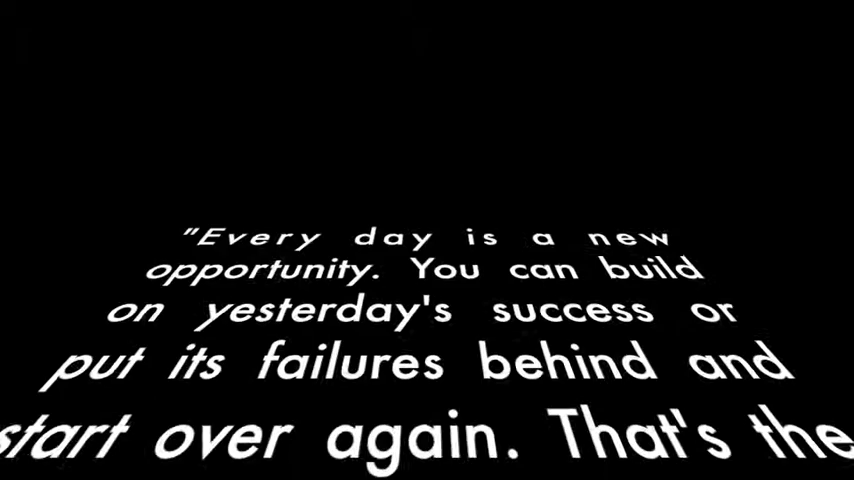 "Every day is a new
opportunity. You can build
on yesterday's success or
put its failures behind and
start over again. That's the